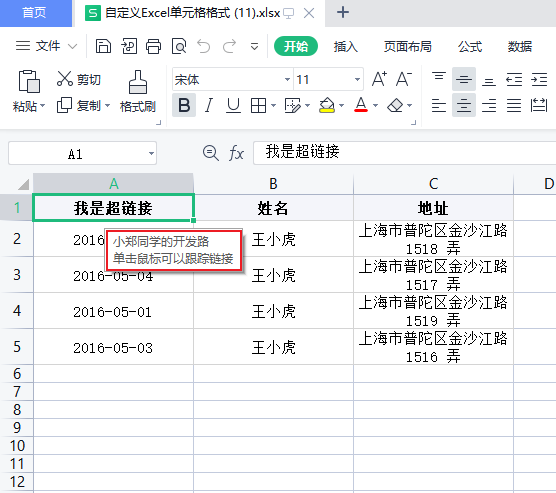 首页
自定义Excel单元格格式 (11).xlsx
文件
开始
插入
页面布局
公式
数据
粘贴
剪切
复制
格式刷
宋体
11
B I U
A1
fx
我是超链接
A B C D
1 我是超链接 姓名 地址
2 2016 王小虎 上海市普陀区金沙江路
1518 弄
小郑同学的开发路
单击鼠标可以跟踪链接
3 2016-05-04 王小虎 上海市普陀区金沙江路
1517 弄
4 2016-05-01 王小虎 上海市普陀区金沙江路
1519 弄
5 2016-05-03 王小虎 上海市普陀区金沙江路
1516 弄
6
7
8
9
10
11
12
13